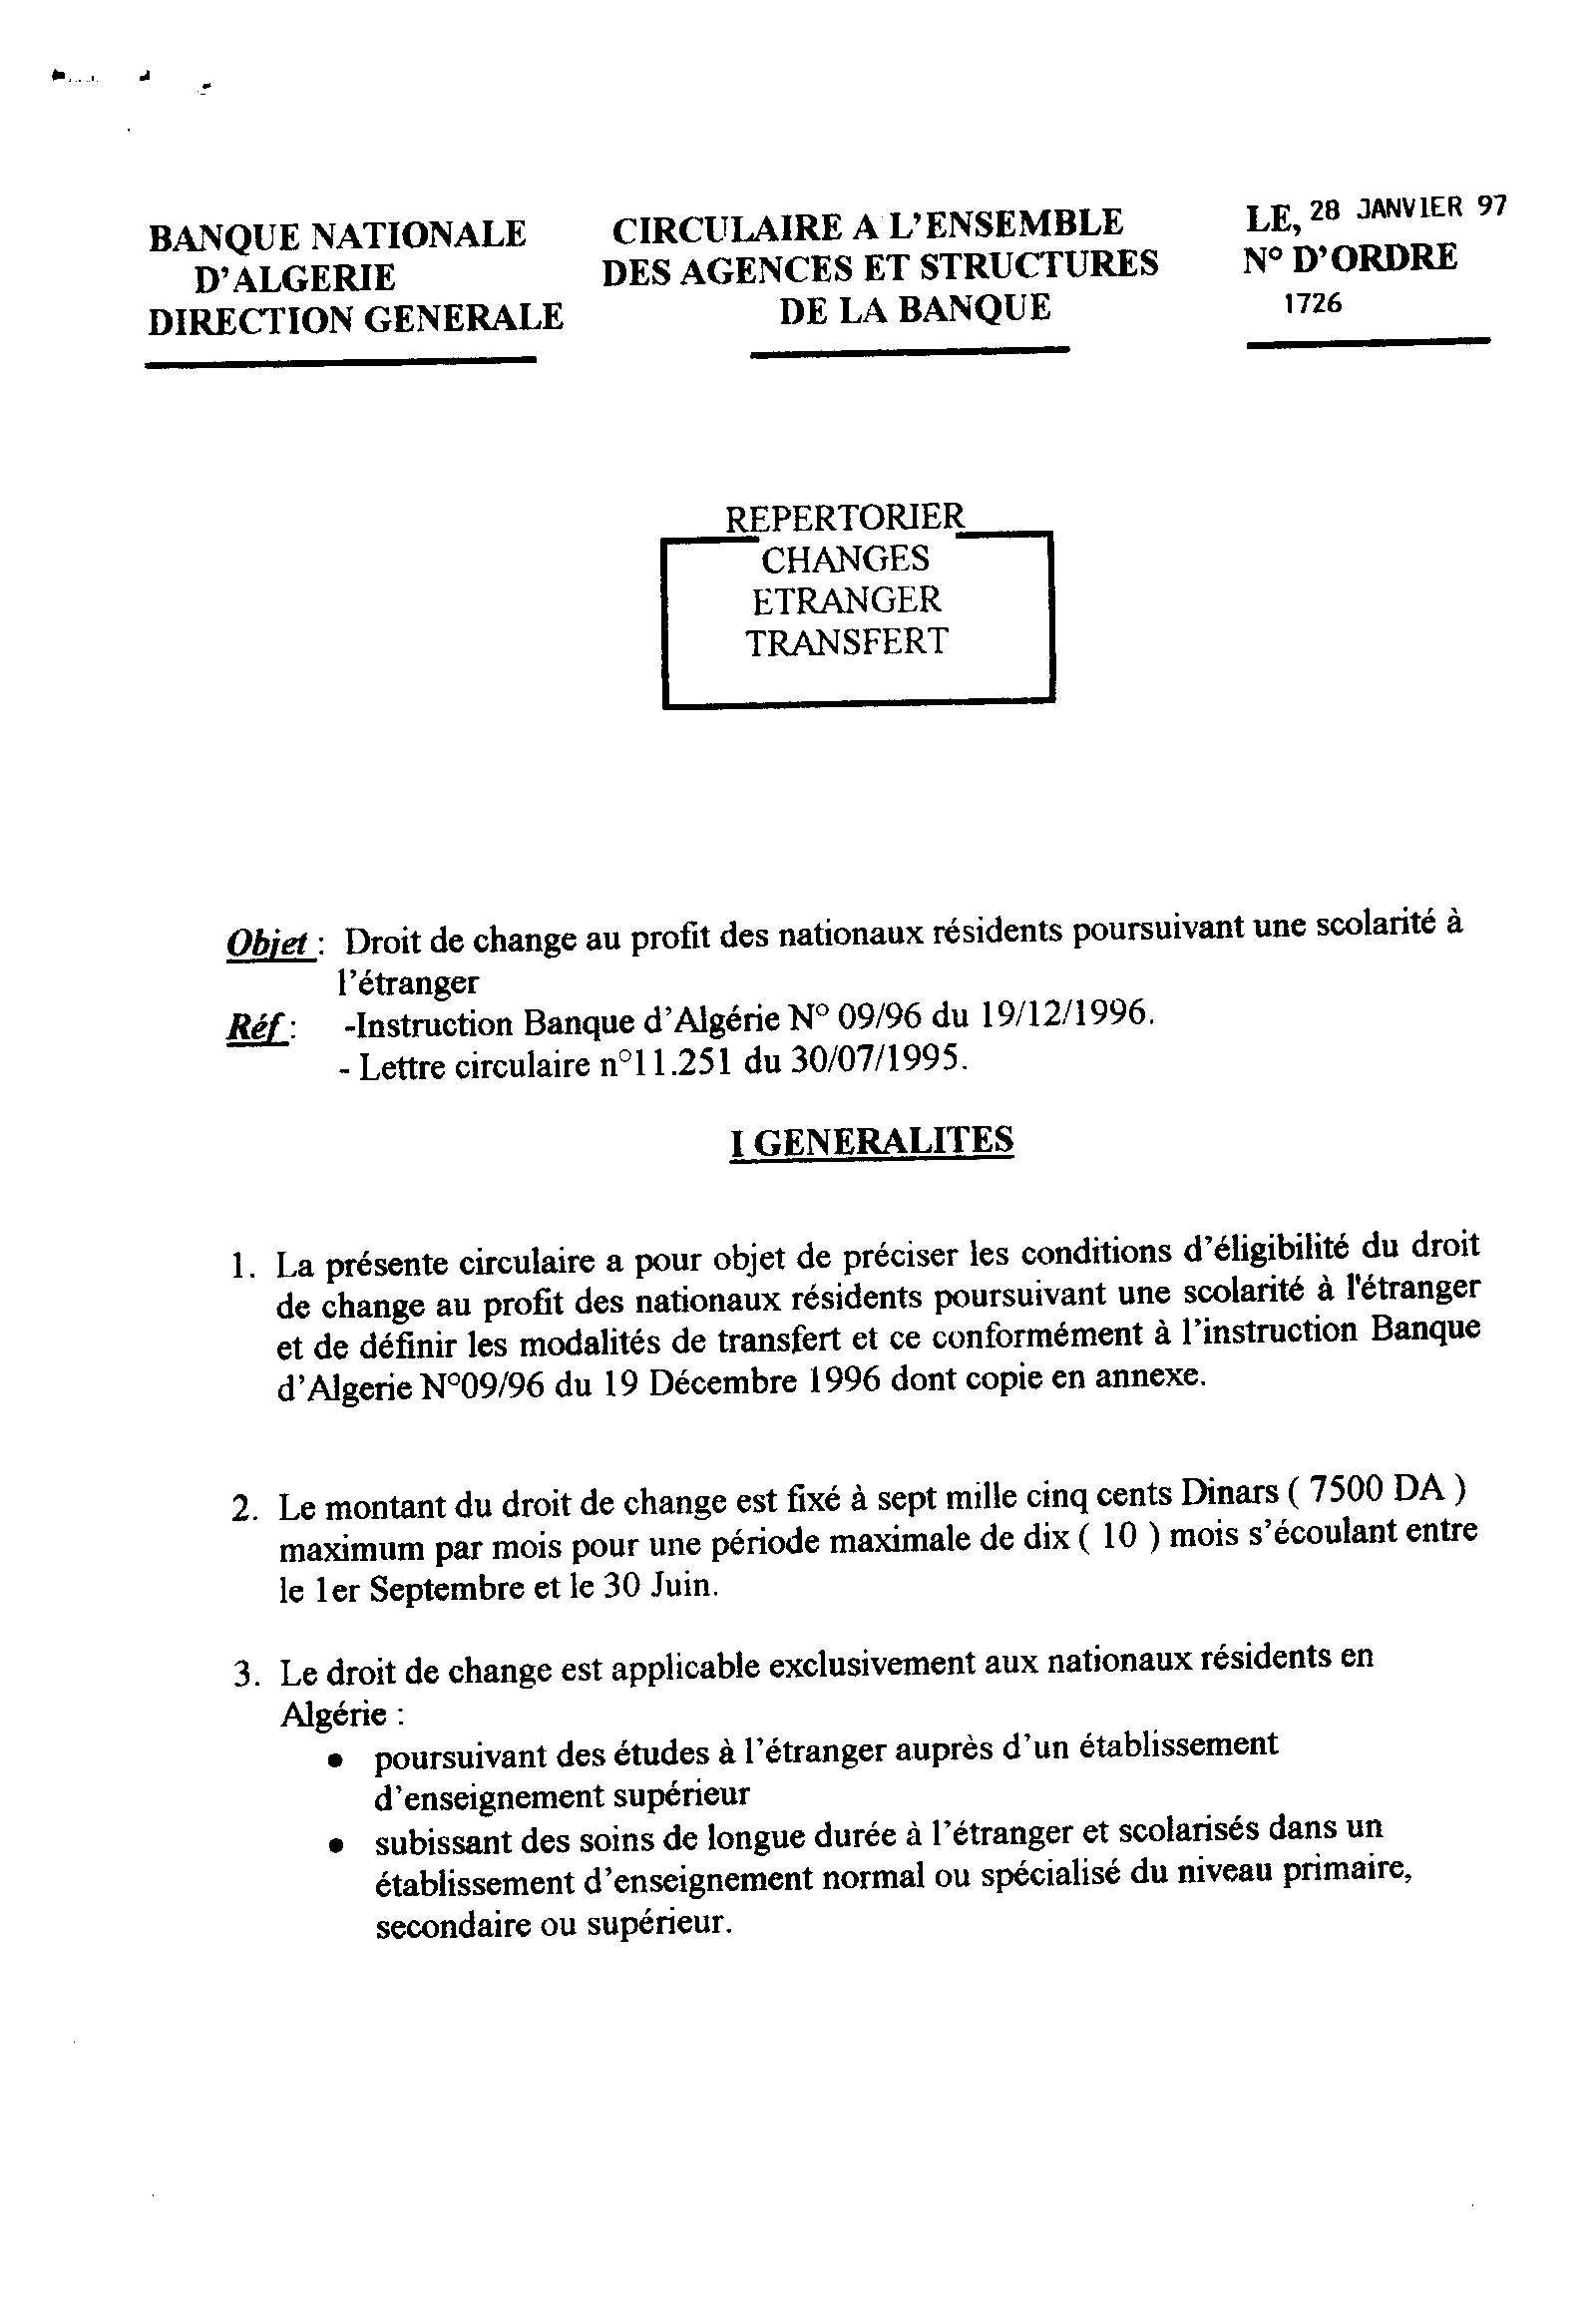 BANQUE NATIONALE
D'ALGERIE
DIRECTION GENERALE
CIRCULAIRE A L'ENSEMBLE
DES AGENCES ET STRUCTURES
DE LA BANQUE
LE, 28 JANVIER 97
N° D'ORDRE
1726
REPERTORIER
CHANGES
ETRANGER
TRANSFERT
Objet : Droit de change au profit des nationaux résidents poursuivant une scolarité à
l'étranger
Réf : -Instruction Banque d'Algérie N° 09/96 du 19/12/1996.
- Lettre circulaire n°11.251 du 30/07/1995.
I GENERALITES
1. La présente circulaire a pour objet de préciser les conditions d'éligibilité du droit
de change au profit des nationaux résidents poursuivant une scolarité à l'étranger
et de définir les modalités de transfert et ce conformément à l'instruction Banque
d'Algerie N°09/96 du 19 Décembre 1996 dont copie en annexe.
2. Le montant du droit de change est fixé à sept mille cinq cents Dinars ( 7500 DA )
maximum par mois pour une période maximale de dix ( 10 ) mois s'écoulant entre
le 1er Septembre et le 30 Juin.
3. Le droit de change est applicable exclusivement aux nationaux résidents en
Algérie :
• poursuivant des études à l'étranger auprès d'un établissement
d'enseignement supérieur
• subissant des soins de longue durée à l'étranger et scolarisés dans un
établissement d'enseignement normal ou spécialisé du niveau primaire,
secondaire ou supérieur.